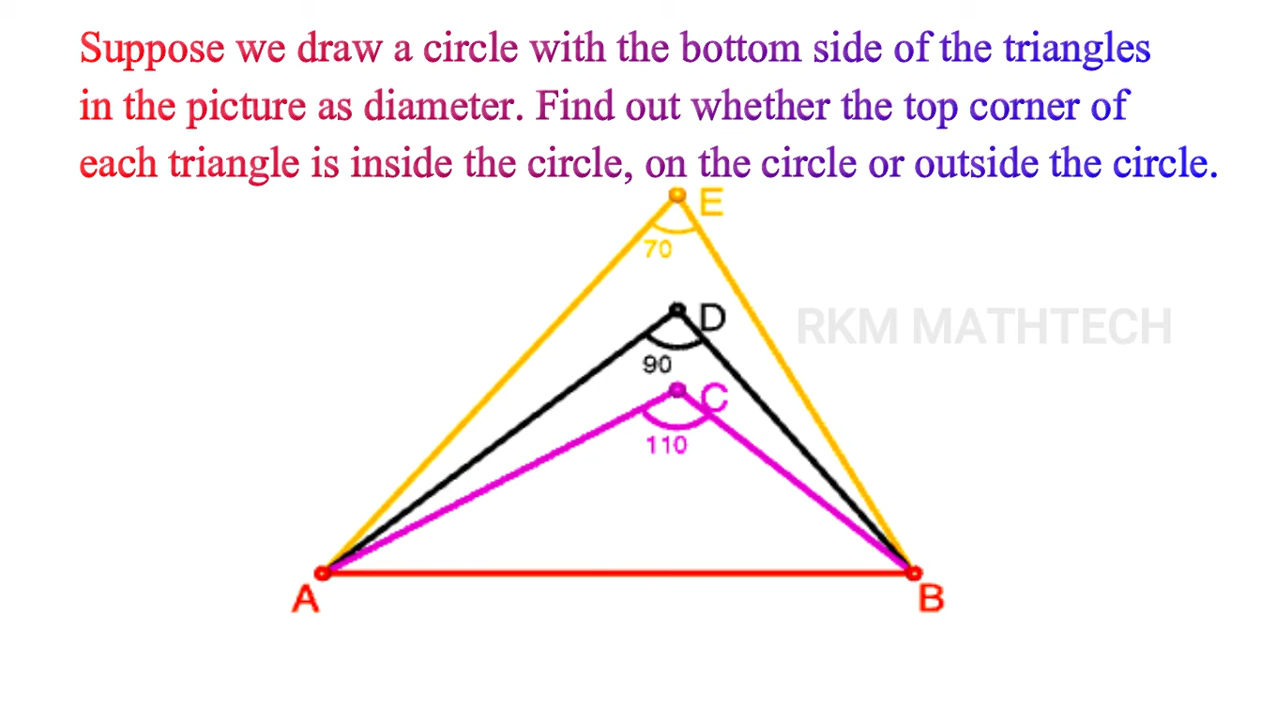 Suppose we draw a circle with the bottom side of the triangles
in the picture as diameter. Find out whether the top corner of
each triangle is inside the circle, on the circle or outside the circle.
E
70
D
RKM MATHTECH
90
C
110
A
B